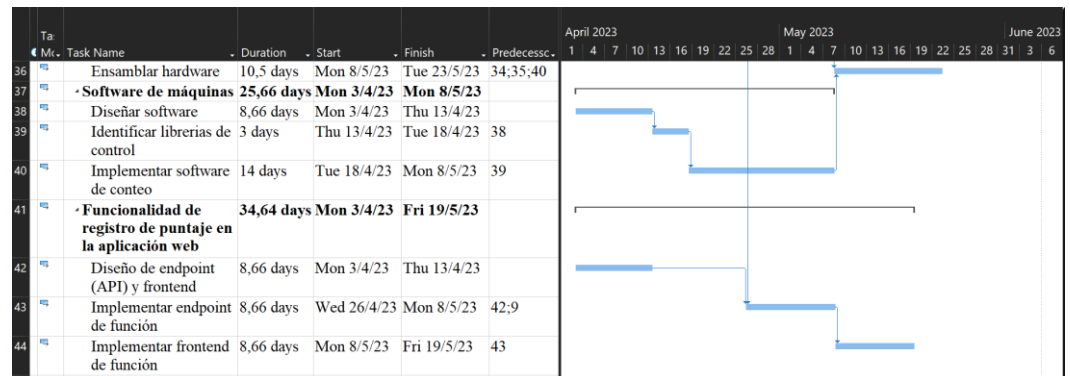 April 2023 May 2023 June 2023
Ta
Mc Task Name Duration Start Finish Predecessc
1 4 7 10 13 16 19 22 25 28 1 4 7 10 13 16 19 22 25 28 31 3 6
36 Ensamblar hardware 10,5 days Mon 8/5/23 Tue 23/5/23 34;35;40
37 Software de máquinas 25,66 days Mon 3/4/23 Mon 8/5/23
38 Diseñar software 8,66 days Mon 3/4/23 Thu 13/4/23
39 Identificar librerias de 3 days Thu 13/4/23 Tue 18/4/23 38
control
40 Implementar software 14 days Tue 18/4/23 Mon 8/5/23 39
de conteo
41 Funcionalidad de 34,64 days Mon 3/4/23 Fri 19/5/23
registro de puntaje en
la aplicación web
42 Diseño de endpoint 8,66 days Mon 3/4/23 Thu 13/4/23
(API) y frontend
43 Implementar endpoint 8,66 days Wed 26/4/23 Mon 8/5/23 42;9
de función
44 Implementar frontend 8,66 days Mon 8/5/23 Fri 19/5/23 43
de función